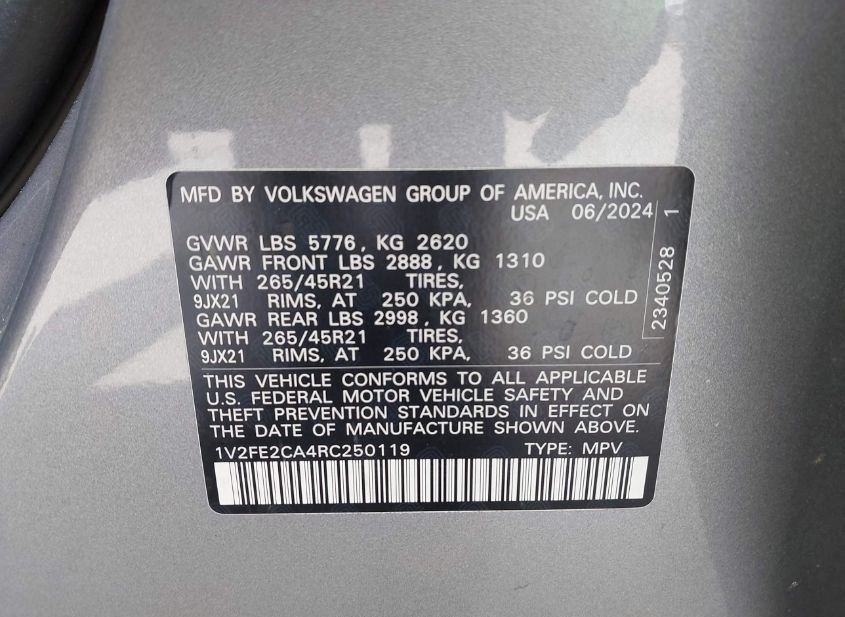 MFD BY VOLKSWAGEN GROUP OF AMERICA, INC.
USA 06/2024
GVWR LBS 5776, KG 2620
GAWR FRONT LBS 2888, KG 1310
WITH 265/45R21 TIRES,
9JX21 RIMS, AT 250 KPA, 36 PSI COLD
GAWR REAR LBS 2998, KG 1360
WITH 265/45R21 TIRES,
9JX21 RIMS, AT 250 KPA, 36 PSI COLD
THIS VEHICLE CONFORMS TO ALL APPLICABLE
U.S. FEDERAL MOTOR VEHICLE SAFETY AND
THEFT PREVENTION STANDARDS IN EFFECT ON
THE DATE OF MANUFACTURE SHOWN ABOVE.
1V2FE2CA4RC250119 TYPE: MPV
2340528 1